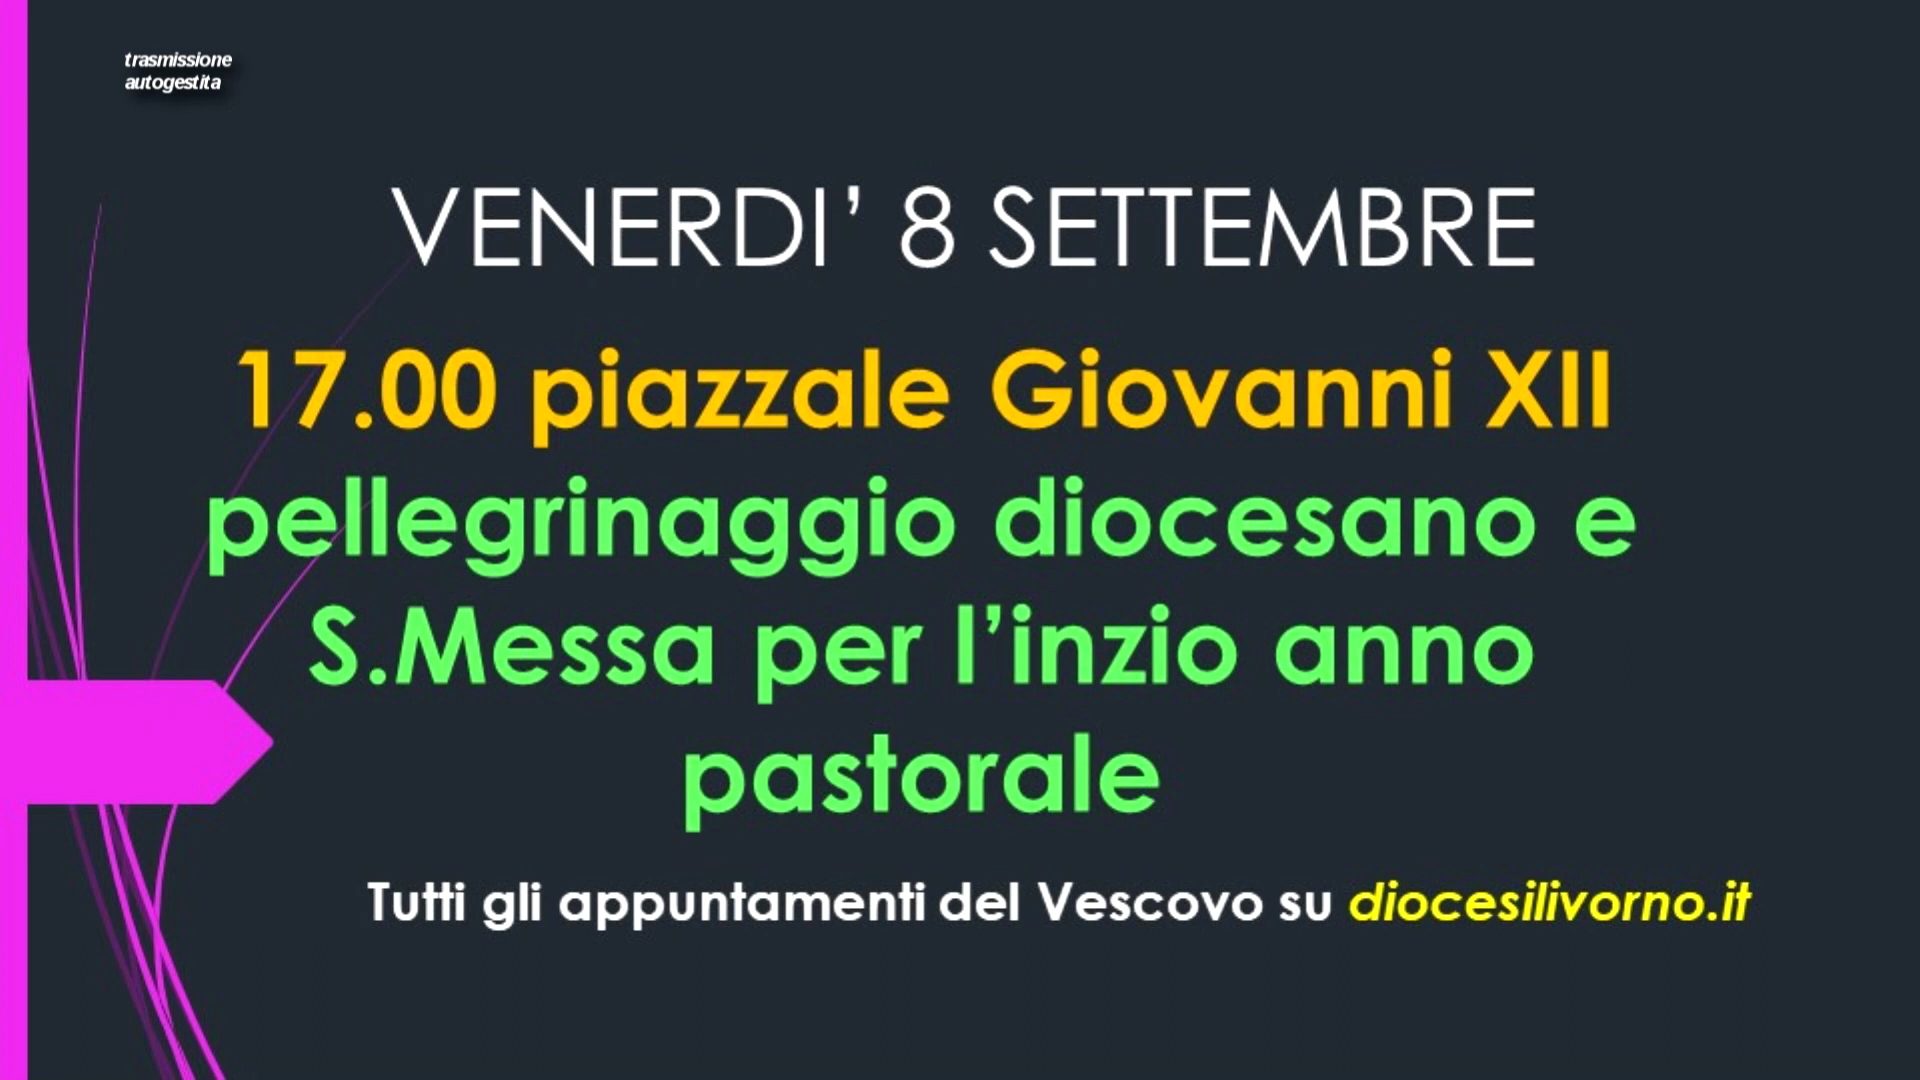 trasmissione
autogestita
VENERDI’ 8 SETTEMBRE
17.00 piazzale Giovanni XII
pellegrinaggio diocesano e
S.Messa per l’inzio anno
pastorale
Tutti gli appuntamenti del Vescovo su diocesilivorno.it